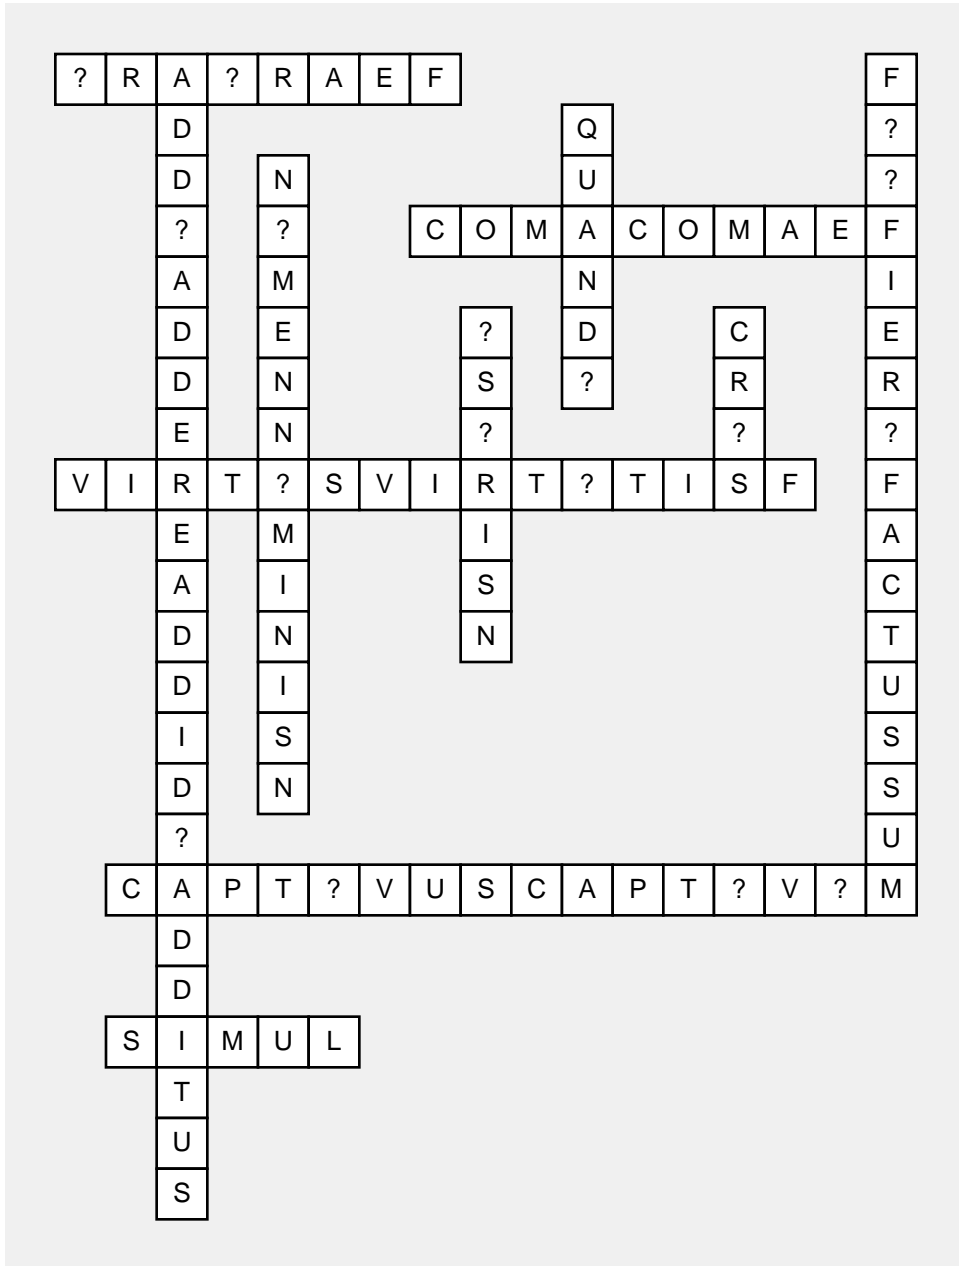 ?RA?RAEF
ADD?ADDEREADDID?ADDITUS
F??FIER?FACTUSSUM
QUAND?
N?MENN?MINISN
COMACOMAEF
?S?RISN
CR?S
VIRT?SVIRT?TISF
CAPT?VUSCAPT?V?M
SIMUL